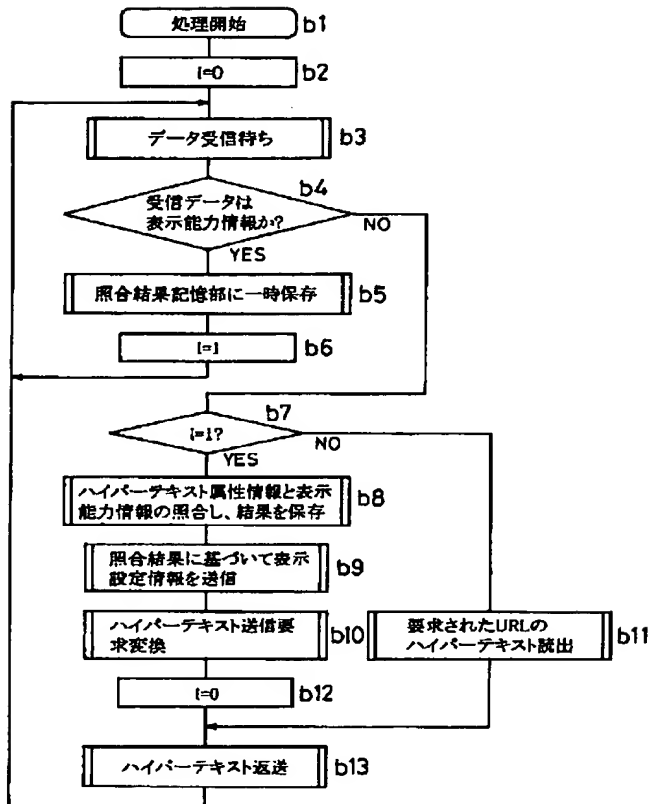 処理開始 b1
i=0 b2
データ受信待ち b3
b4
受信データは
表示能力情報か?
NO
YES
照合結果記憶部に一時保存 b5
i=1 b6
b7
i=1?
NO
YES
ハイパーテキスト属性情報と表示
能力情報の照合し、結果を保存 b8
照合結果に基づいて表示
設定情報を送信 b9
ハイパーテキスト送信要
求変換 b10
要求されたURLの
ハイパーテキスト読出 b11
i=0 b12
ハイパーテキスト返送 b13